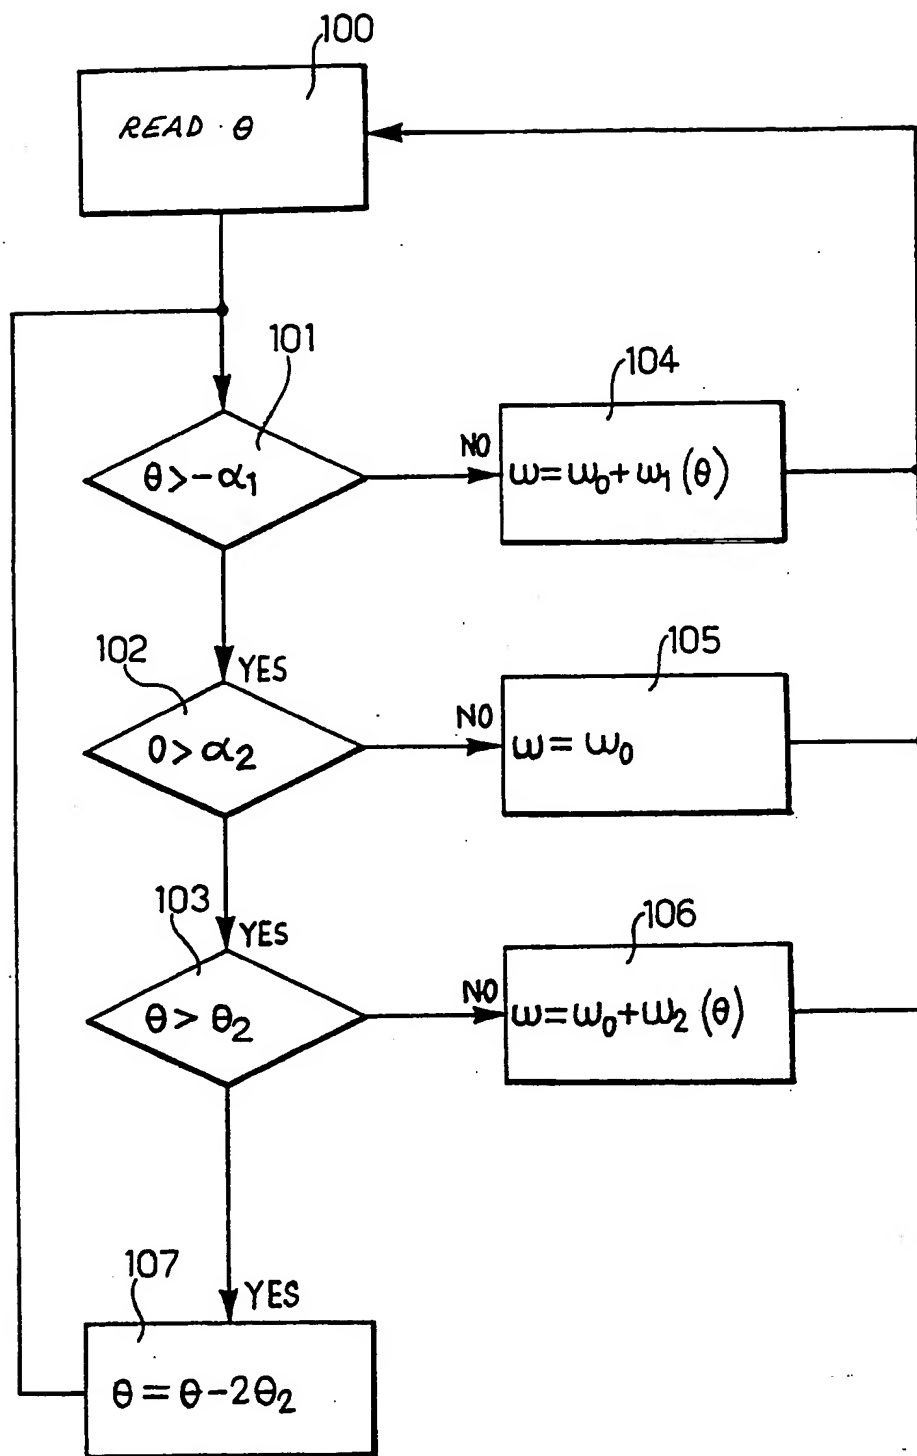 100
READ θ
101
θ > -α₁
NO
104
ω = ω₀ + ω₁ (θ)
YES
102
0 > α₂
NO
105
ω = ω₀
YES
103
θ > θ₂
NO
106
ω = ω₀ + ω₂ (θ)
YES
107
θ = θ - 2θ₂